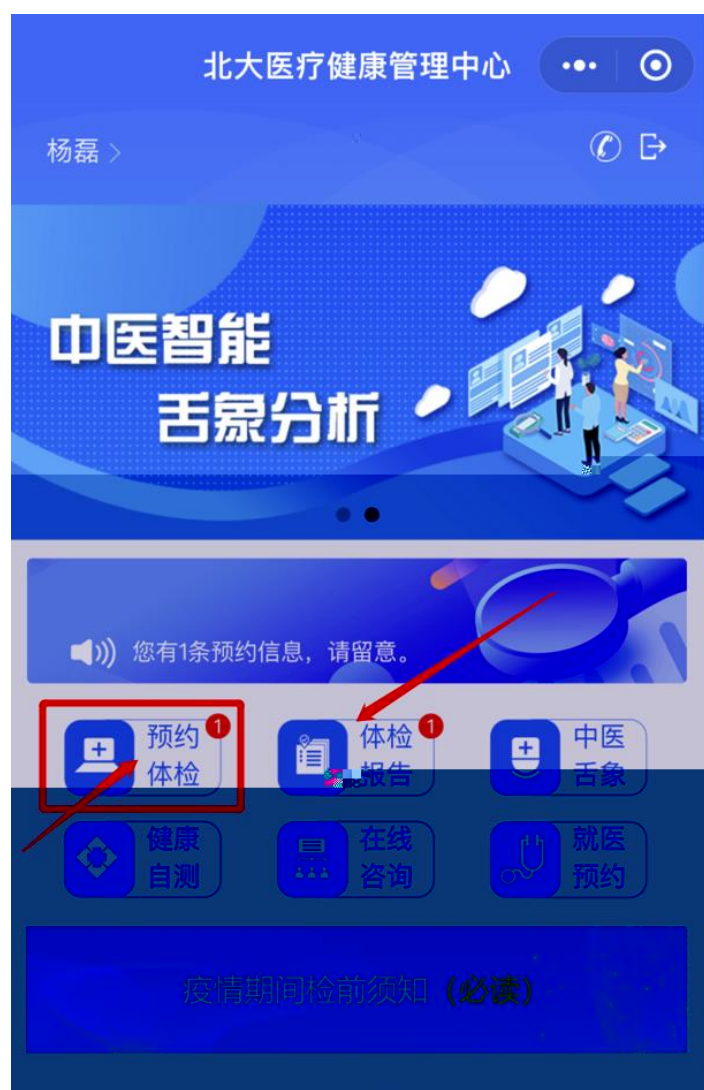 北大医疗健康管理中心
杨磊
中医智能
舌象分析
您有1条预约信息，请留意。
预约
体检
1
体检
报告
1
中医
舌象
健康
自测
在线
咨询
就医
预约
疫情期间检前须知（必读）